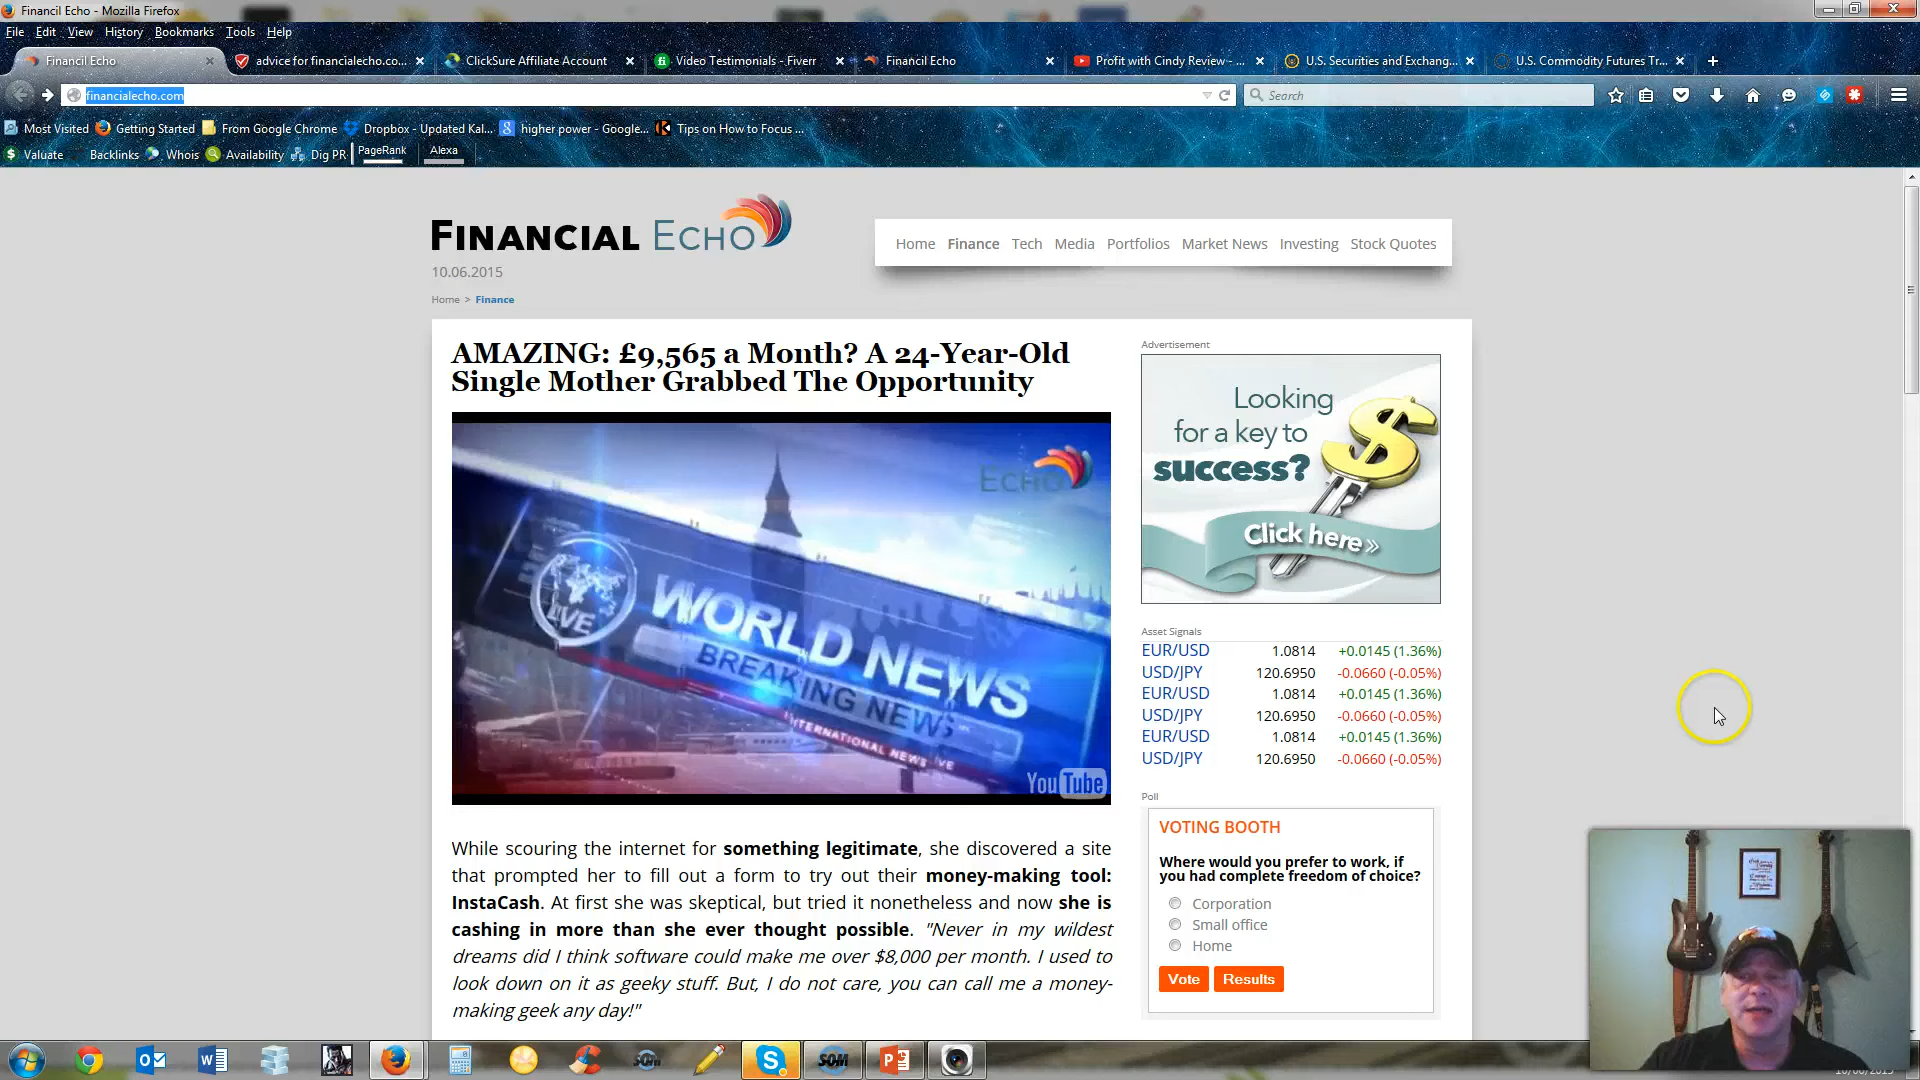 Financil Echo - Mozilla Firefox
File Edit View History Bookmarks Tools Help
Financil Echo
advice for financialecho.co...
ClickSure Affiliate Account
Video Testimonials - Fiverr
Financil Echo
Profit with Cindy Review - ...
U.S. Securities and Exchang...
U.S. Commodity Futures Tr...
financialecho.com
Search
Most Visited Getting Started From Google Chrome Dropbox - Updated Kal... higher power - Google... Tips on How to Focus ...
Valuate Backlinks Whois Availability Dig PR PageRank Alexa
FINANCIAL ECHO
10.06.2015
Home Finance Tech Media Portfolios Market News Investing Stock Quotes
Home > Finance
AMAZING: £9,565 a Month? A 24-Year-Old
Single Mother Grabbed The Opportunity
ECHO
LIVE
WORLD NEWS
BREAKING NEWS
INTERNATIONAL NEWS LIVE
YouTube
While scouring the internet for something legitimate, she discovered a site
that prompted her to fill out a form to try out their money-making tool:
InstaCash. At first she was skeptical, but tried it nonetheless and now she is
cashing in more than she ever thought possible. "Never in my wildest
dreams did I think software could make me over $8,000 per month. I used to
look down on it as geeky stuff. But, I do not care, you can call me a money-
making geek any day!"
Advertisement
Looking
for a key to
success?
Click here »
Asset Signals
EUR/USD 1.0814 +0.0145 (1.36%)
USD/JPY 120.6950 -0.0660 (-0.05%)
EUR/USD 1.0814 +0.0145 (1.36%)
USD/JPY 120.6950 -0.0660 (-0.05%)
EUR/USD 1.0814 +0.0145 (1.36%)
USD/JPY 120.6950 -0.0660 (-0.05%)
Poll
VOTING BOOTH
Where would you prefer to work, if
you had complete freedom of choice?
Corporation
Small office
Home
Vote Results
SOM